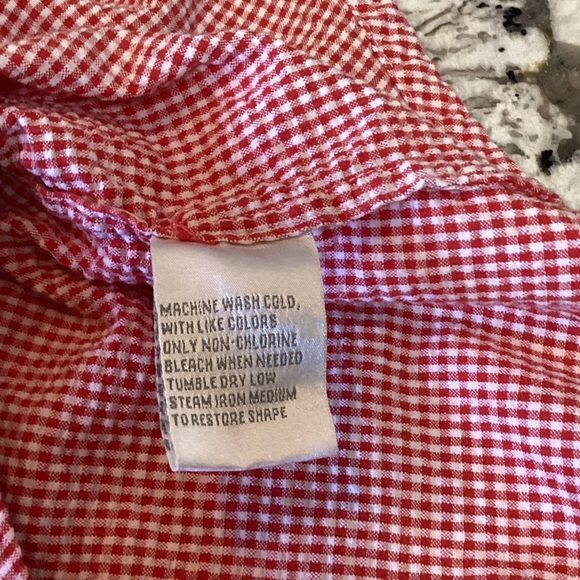 MACHINE WASH COLD,
WITH LIKE COLORS
ONLY NON-CHLORINE
BLEACH WHEN NEEDED
TUMBLE DRY LOW
STEAM IRON MEDIUM
TO RESTORE SHAPE